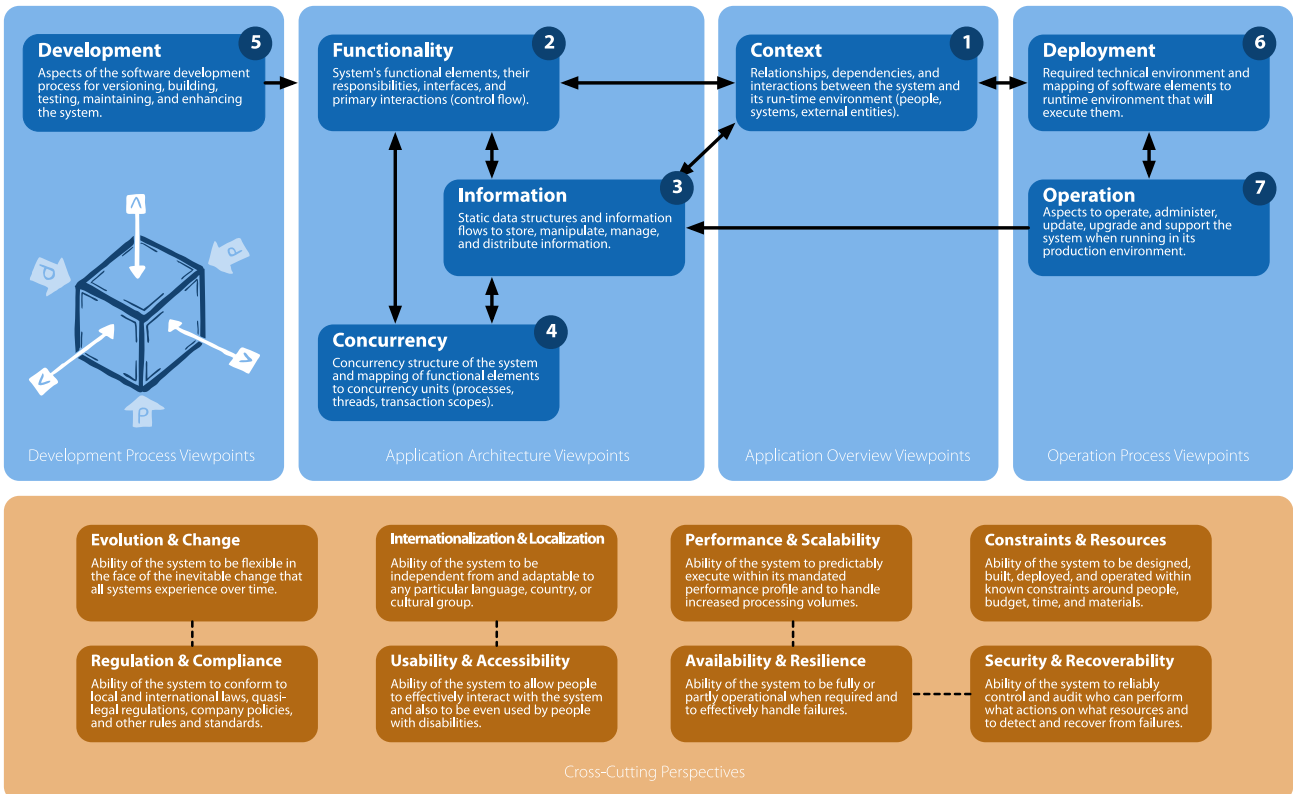 Development
5
Aspects of the software development
process for versioning, building,
testing, maintaining, and enhancing
the system.
V
P
P
V
V
P
Development Process Viewpoints
Functionality
2
System's functional elements, their
responsibilities, interfaces, and
primary interactions (control flow).
Information
3
Static data structures and information
flows to store, manipulate, manage,
and distribute information.
Concurrency
4
Concurrency structure of the system
and mapping of functional elements
to concurrency units (processes,
threads, transaction scopes).
Application Architecture Viewpoints
Context
1
Relationships, dependencies, and
interactions between the system and
its run-time environment (people,
systems, external entities).
Application Overview Viewpoints
Deployment
6
Required technical environment and
mapping of software elements to
runtime environment that will
execute them.
Operation
7
Aspects to operate, administer,
update, upgrade and support the
system when running in its
production environment.
Operation Process Viewpoints
Evolution & Change
Ability of the system to be flexible in
the face of the inevitable change that
all systems experience over time.
Internationalization & Localization
Ability of the system to be
independent from and adaptable to
any particular language, country, or
cultural group.
Performance & Scalability
Ability of the system to predictably
execute within its mandated
performance profile and to handle
increased processing volumes.
Constraints & Resources
Ability of the system to be designed,
built, deployed, and operated within
known constraints around people,
budget, time, and materials.
Regulation & Compliance
Ability of the system to conform to
local and international laws, quasi-
legal regulations, company policies,
and other rules and standards.
Usability & Accessibility
Ability of the system to allow people
to effectively interact with the system
and also to be even used by people
with disabilities.
Availability & Resilience
Ability of the system to be fully or
partly operational when required and
to effectively handle failures.
Security & Recoverability
Ability of the system to reliably
control and audit who can perform
what actions on what resources and
to detect and recover from failures.
Cross-Cutting Perspectives